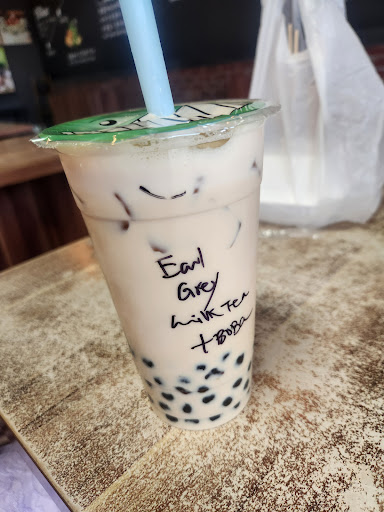 Earl
Grey
Milk Tea
+ Boba